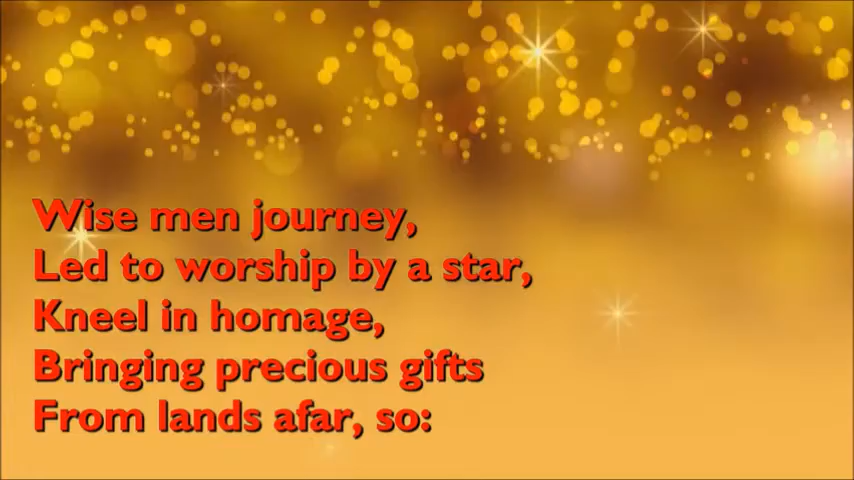 Wise men journey,
Led to worship by a star,
Kneel in homage,
Bringing precious gifts
From lands afar, so: